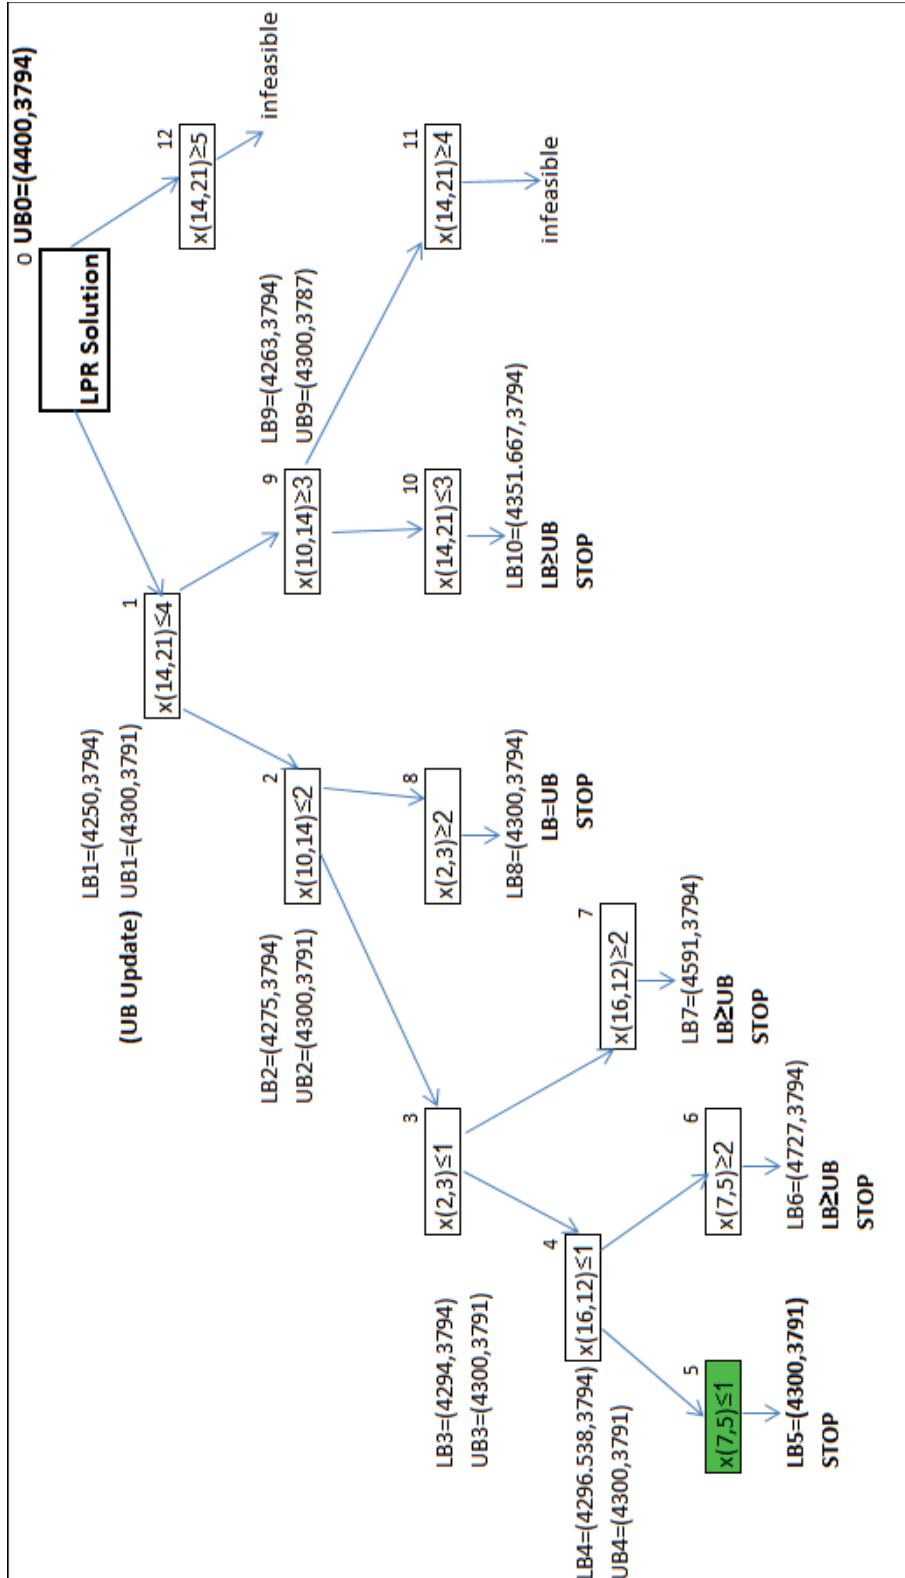 0 UB0=(4400,3794)
LPR Solution
12
x(14,21)≥5
infeasible
LB1=(4250,3794)
(UB Update) UB1=(4300,3791)
1
x(14,21)≤4
LB2=(4275,3794)
UB2=(4300,3791)
2
x(10,14)≤2
9
x(10,14)≥3
LB9=(4263,3794)
UB9=(4300,3787)
LB3=(4294,3794)
UB3=(4300,3791)
3
x(2,3)≤1
8
x(2,3)≥2
LB8=(4300,3794)
LB=UB
STOP
10
x(14,21)≤3
LB10=(4351.667,3794)
LB≥UB
STOP
11
x(14,21)≥4
infeasible
LB4=(4296.538,3794)
UB4=(4300,3791)
4
x(16,12)≤1
7
x(16,12)≥2
LB7=(4591,3794)
LB≥UB
STOP
5
x(7,5)≤1
LB5=(4300,3791)
STOP
6
x(7,5)≥2
LB6=(4727,3794)
LB≥UB
STOP